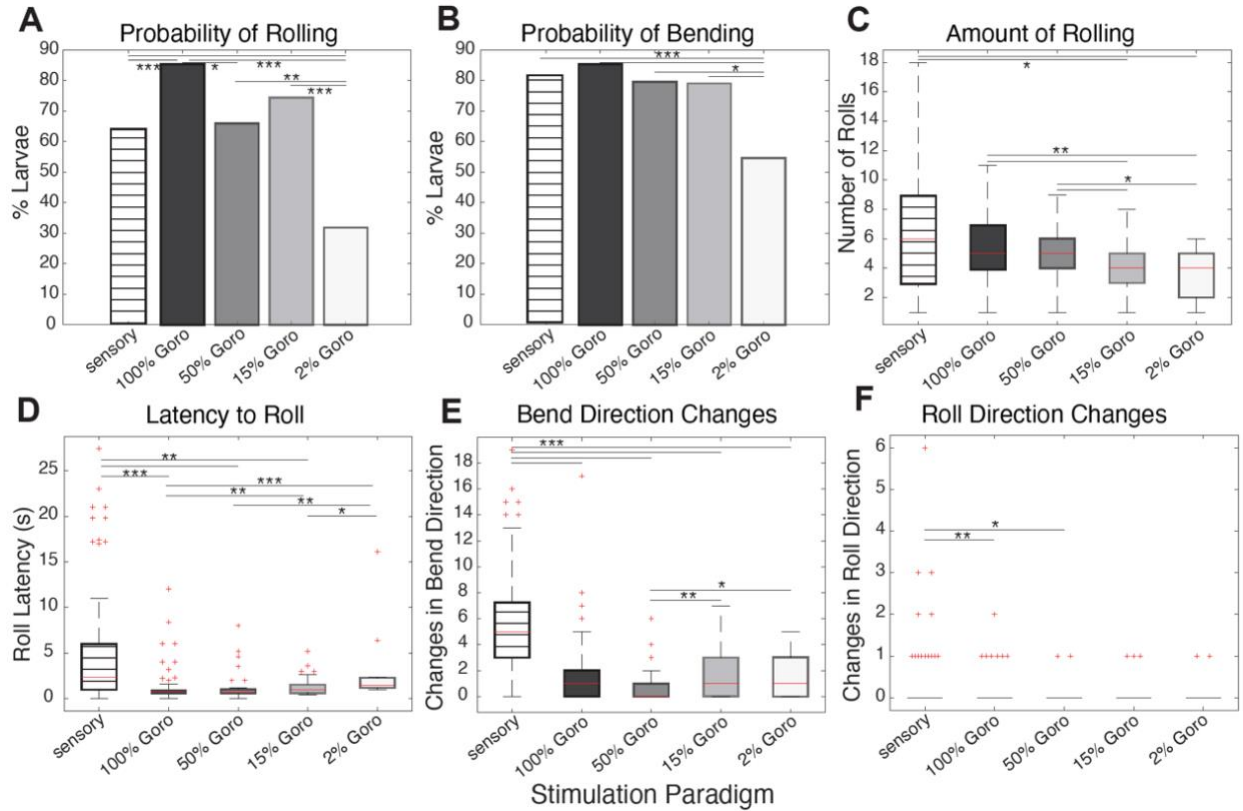 A
Probability of Rolling
% Larvae
90
80
70
60
50
40
30
20
10
0
*** * ***
**
***
sensory
100% Goro
50% Goro
15% Goro
2% Goro
B
Probability of Bending
% Larvae
90
80
70
60
50
40
30
20
10
0
***
*
sensory
100% Goro
50% Goro
15% Goro
2% Goro
C
Amount of Rolling
Number of Rolls
18
16
14
12
10
8
6
4
2
*
**
*
sensory
100% Goro
50% Goro
15% Goro
2% Goro
D
Latency to Roll
Roll Latency (s)
25
20
15
10
5
0
**
***
***
**
**
*
sensory
100% Goro
50% Goro
15% Goro
2% Goro
E
Bend Direction Changes
Changes in Bend Direction
18
16
14
12
10
8
6
4
2
0
***
*
**
sensory
100% Goro
50% Goro
15% Goro
2% Goro
F
Roll Direction Changes
Changes in Roll Direction
6
5
4
3
2
1
0
*
**
sensory
100% Goro
50% Goro
15% Goro
2% Goro
Stimulation Paradigm